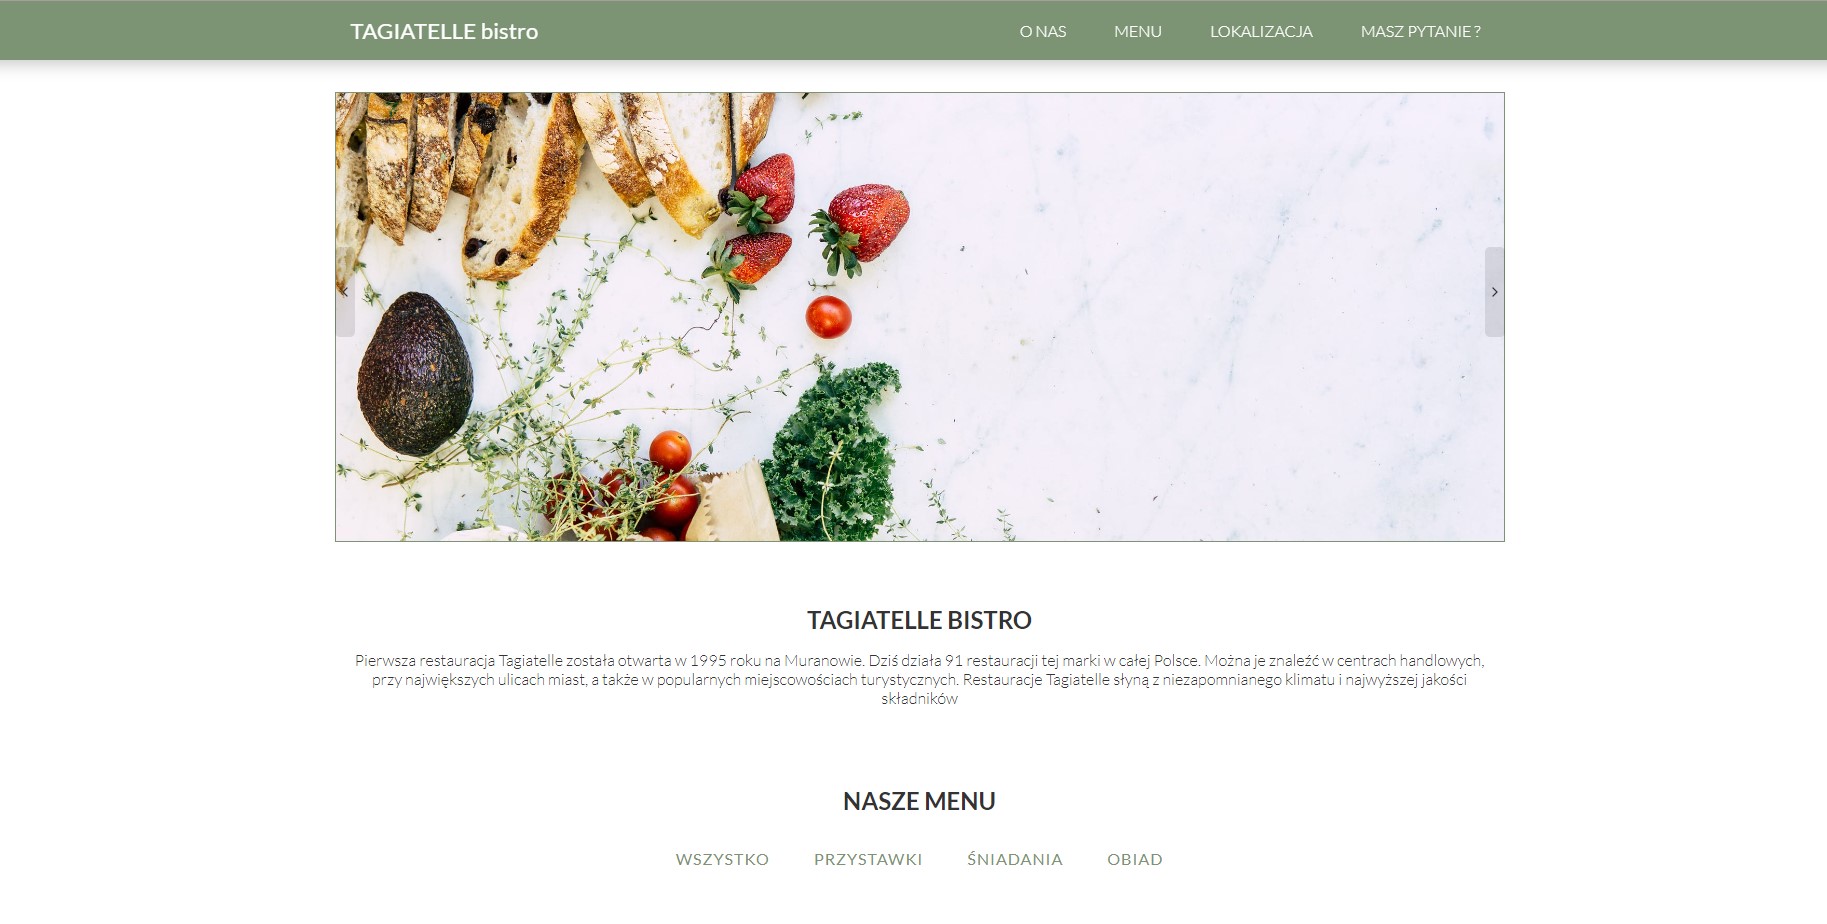 TAGIATELLE bistro
O NAS
MENU
LOKALIZACJA
MASZ PYTANIE ?
TAGIATELLE BISTRO
Pierwsza restauracja Tagiatelle została otwarta w 1995 roku na Muranowie. Dziś działa 91 restauracji tej marki w całej Polsce. Można je znaleźć w centrach handlowych,
przy największych ulicach miast, a także w popularnych miejscowościach turystycznych. Restauracje Tagiatelle słyną z niezapomnianego klimatu i najwyższej jakości
składników
NASZE MENU
WSZYSTKO
PRZYSTAWKI
ŚNIADANIA
OBIAD